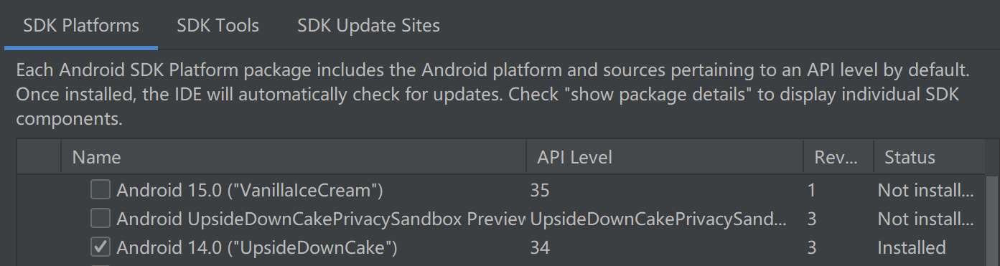 SDK Platforms SDK Tools SDK Update Sites
Each Android SDK Platform package includes the Android platform and sources pertaining to an API level by default.
Once installed, the IDE will automatically check for updates. Check "show package details" to display individual SDK
components.
Name API Level Rev... Status
Android 15.0 ("VanillaIceCream") 35 1 Not install...
Android UpsideDownCakePrivacySandbox Preview UpsideDownCakePrivacySand... 3 Not install...
Android 14.0 ("UpsideDownCake") 34 3 Installed